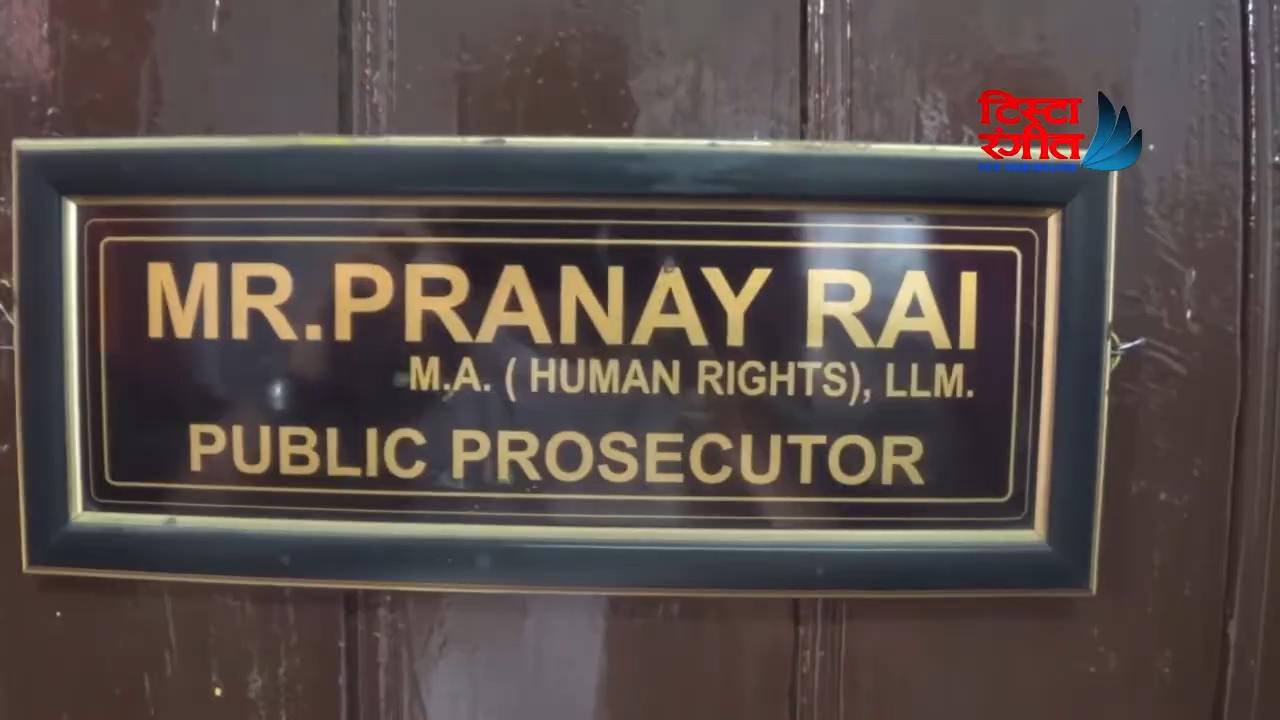 टिस्टा
रंगीत
MR.PRANAY RAI
M.A. ( HUMAN RIGHTS), LLM.
PUBLIC PROSECUTOR